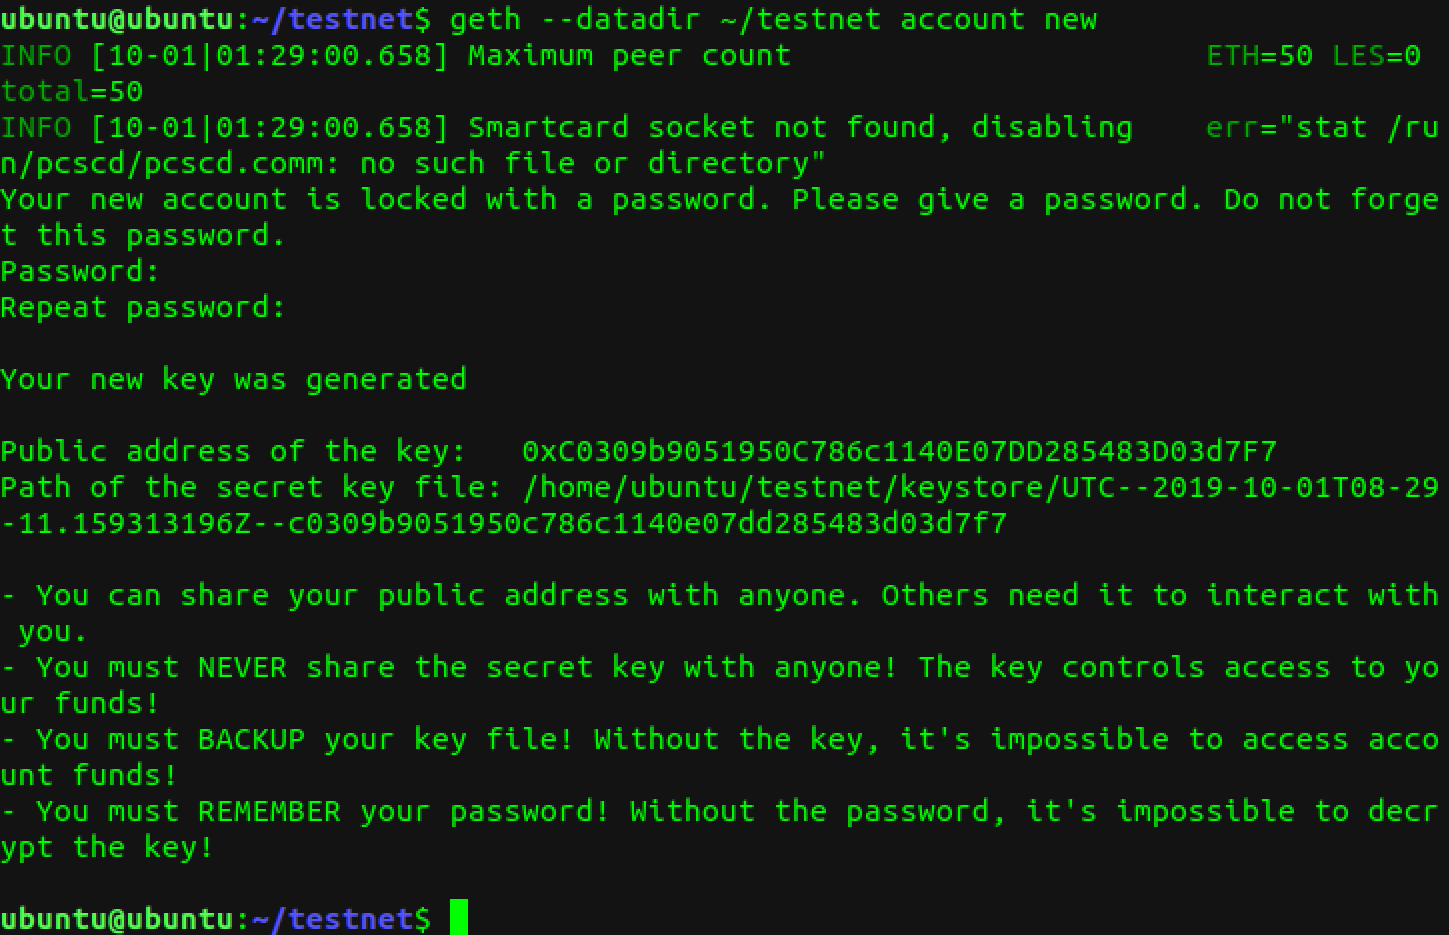 ubuntu@ubuntu:~/testnet$ geth --datadir ~/testnet account new
INFO [10-01|01:29:00.658] Maximum peer count                       ETH=50 LES=0
total=50
INFO [10-01|01:29:00.658] Smartcard socket not found, disabling    err="stat /ru
n/pcscd/pcscd.comm: no such file or directory"
Your new account is locked with a password. Please give a password. Do not forge
t this password.
Password:
Repeat password:
Your new key was generated
Public address of the key:   0xC0309b9051950C786c1140E07DD285483D03d7F7
Path of the secret key file: /home/ubuntu/testnet/keystore/UTC--2019-10-01T08-29
-11.159313196Z--c0309b9051950c786c1140e07dd285483d03d7f7
- You can share your public address with anyone. Others need it to interact with
 you.
- You must NEVER share the secret key with anyone! The key controls access to yo
ur funds!
- You must BACKUP your key file! Without the key, it's impossible to access acco
unt funds!
- You must REMEMBER your password! Without the password, it's impossible to decr
ypt the key!
ubuntu@ubuntu:~/testnet$